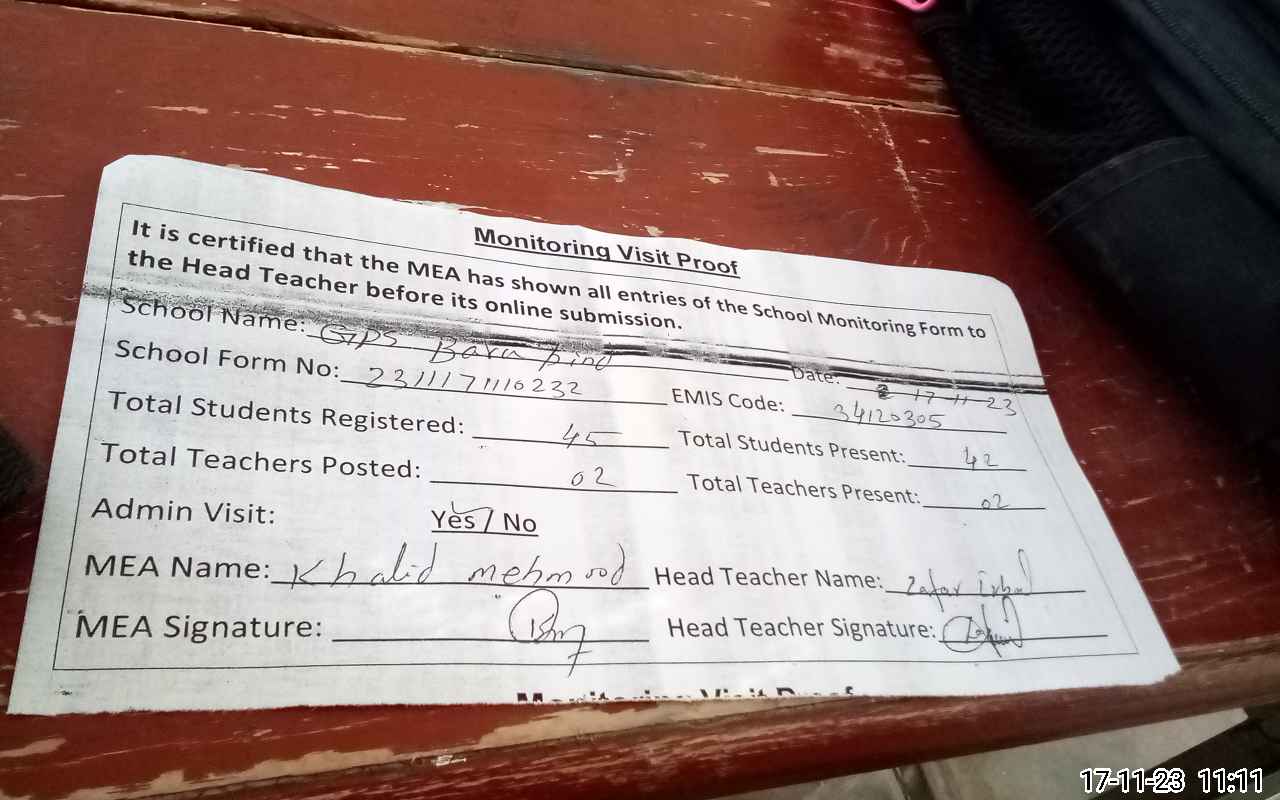 Monitoring Visit Proof
It is certified that the MEA has shown all entries of the School Monitoring Form to
the Head Teacher before its online submission.
School Name: GPS Bara Pind Date: 17-11-23
School Form No: 2311171116232 EMIS Code: 34120305
Total Students Registered: 45 Total Students Present: 42
Total Teachers Posted: 02 Total Teachers Present: 02
Admin Visit: Yes / No
MEA Name: Khalid mehmood Head Teacher Name: Zafar Iqbal
MEA Signature: Head Teacher Signature:
Monitoring Visit Proof
17-11-23 11:11